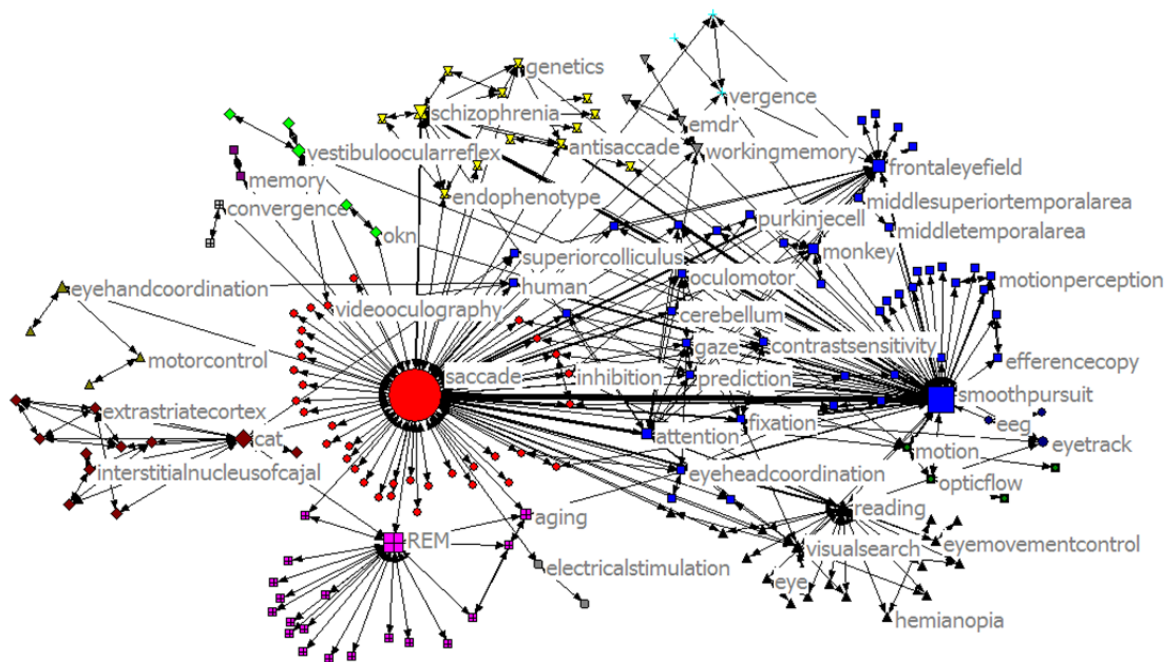 genetics
vergence
schizophrenia
emdr
vestibuloocularreflex
antisaccade
workingmemory
frontaleyefield
memory
endophenotype
middlesuperiortemporalarea
convergence
purkinjecell
okn
middletemporalarea
superiorcolliculus
monkey
oculomotor
motionperception
eyehandcoordination
human
videooculography
cerebellum
gaze
contrastsensitivity
motorcontrol
efferencecopy
saccade
inhibition
prediction
smoothpursuit
extrastriatecortex
fixation
eeg
cat
attention
eyetrack
motion
interstitialnucleusofcajal
eyeheadcoordination
opticflow
reading
aging
REM
visualsearch
eyemovementcontrol
electricalstimulation
eye
hemianopia